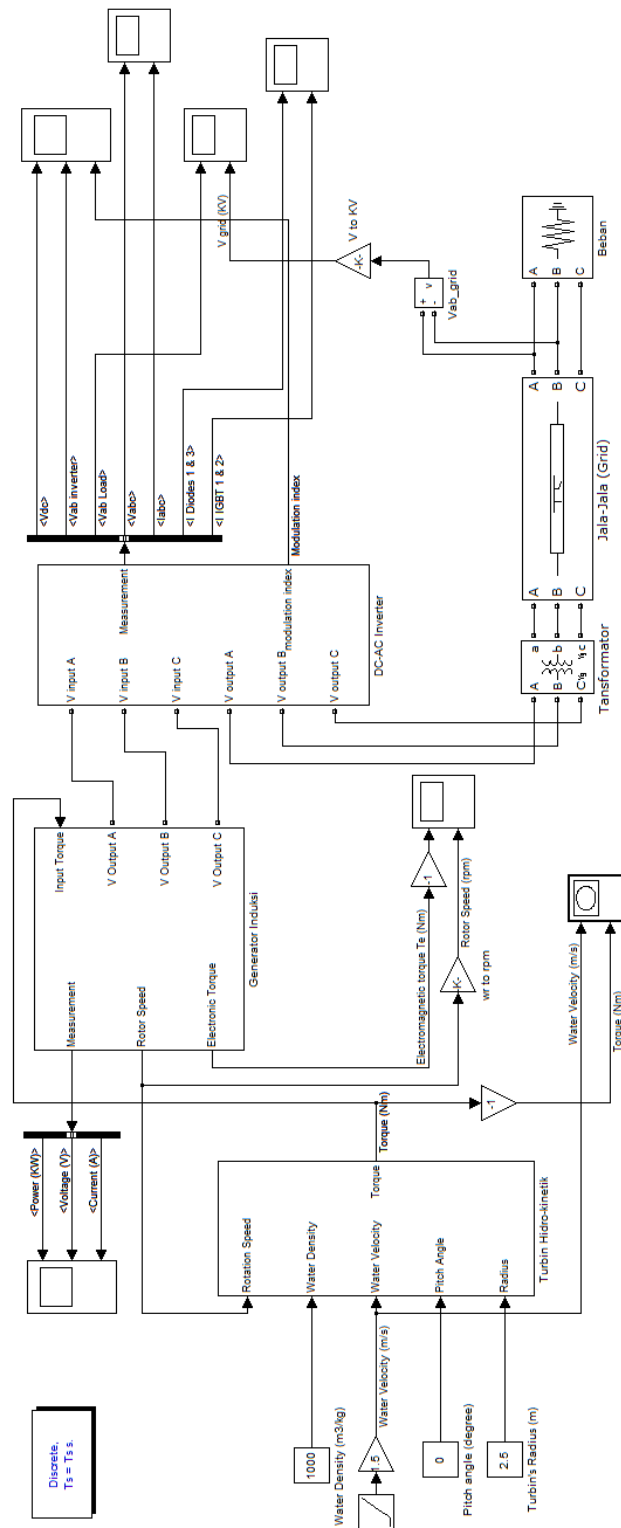 Discrete,
Ts = Ts s.
<Power (KW)>
<Voltage (V)>
<Current (A)>
Measurement
Rotor Speed
Electronic Torque
Input Torque
V Output A
V Output B
V Output C
Generator Induksi
<Vdc>
<Vab inverter>
<Vab Load>
<Vabc>
<Iabc>
<I Diodes 1 & 3>
<I IGBT 1 & 2>
Modulation index
V input A
V input B
V input C
V output A
V output B
V output C
Measurement
modulation index
DC-AC Inverter
V grid (KV)
-K-
V to KV
+
-
v
Vab_grid
Rotation Speed
Water Density
Water Velocity
Pitch Angle
Radius
Torque
Turbin Hidro-kinetik
Torque (Nm)
1000
Water Density (m3/kg)
1.5
Water Velocity (m/s)
0
Pitch angle (degree)
2.5
Turbin's Radius (m)
Electromagnetic torque Te (Nm)
-1
-K-
wr to rpm
Rotor Speed (rpm)
-1
Water Velocity (m/s)
Torque (Nm)
A
B
C
a
b
c
Yg
Yg
Tansformator
A
B
C
A
B
C
Jala-Jala (Grid)
A
B
C
Beban